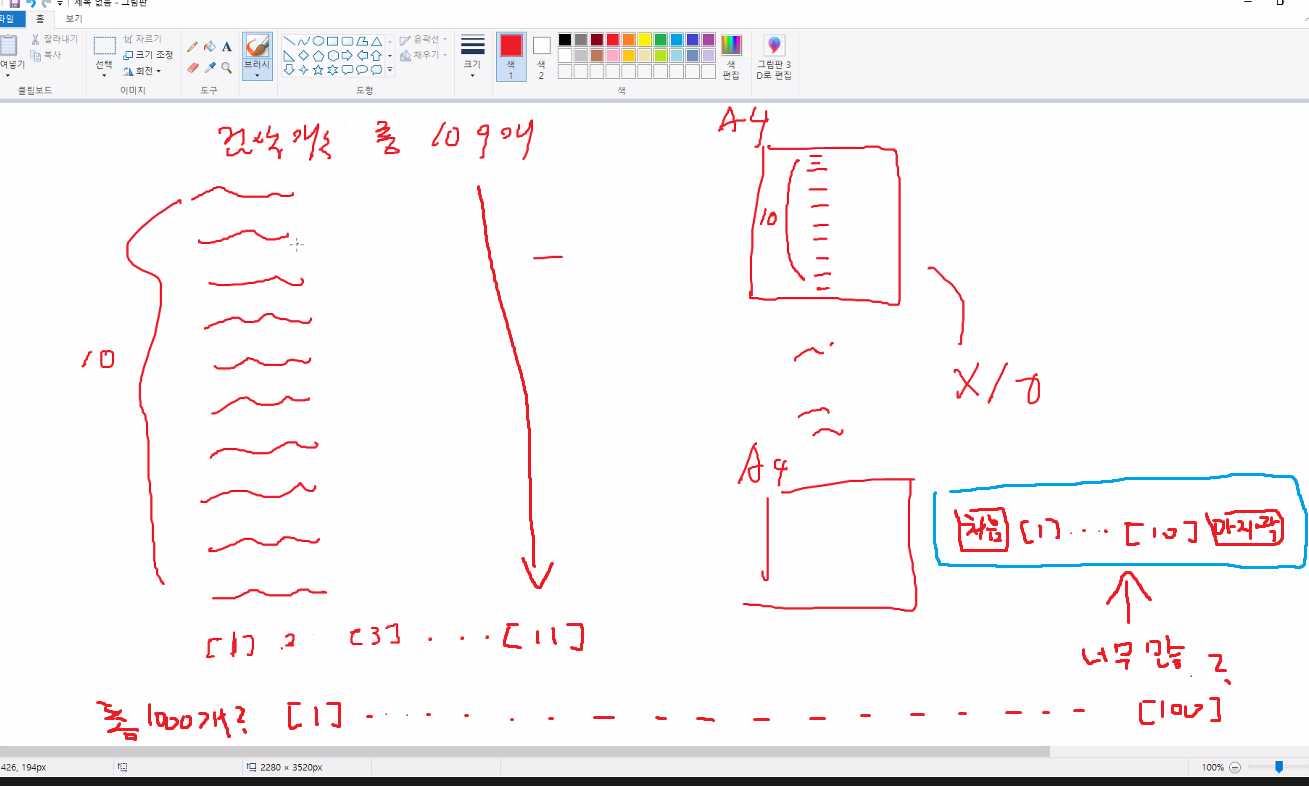 제목 없음 - 그림판
파일 홈 보기
여넣기
잘라내기
복사
클립보드
선택
자르기
크기 조정
회전
이미지
A
도구
브러시
윤곽선
채우기
도형
크기
색
1
색
2
색
편집
색
그림판 3
D로 편집
총 109개
10
[1] 2 [3] . . . [11]
총 1000개? [1] [100]
A4
10
X/0
A4
처음 [1] .... [10] 마지막
너무 많음?
426, 194px
2280 × 3520px
100%